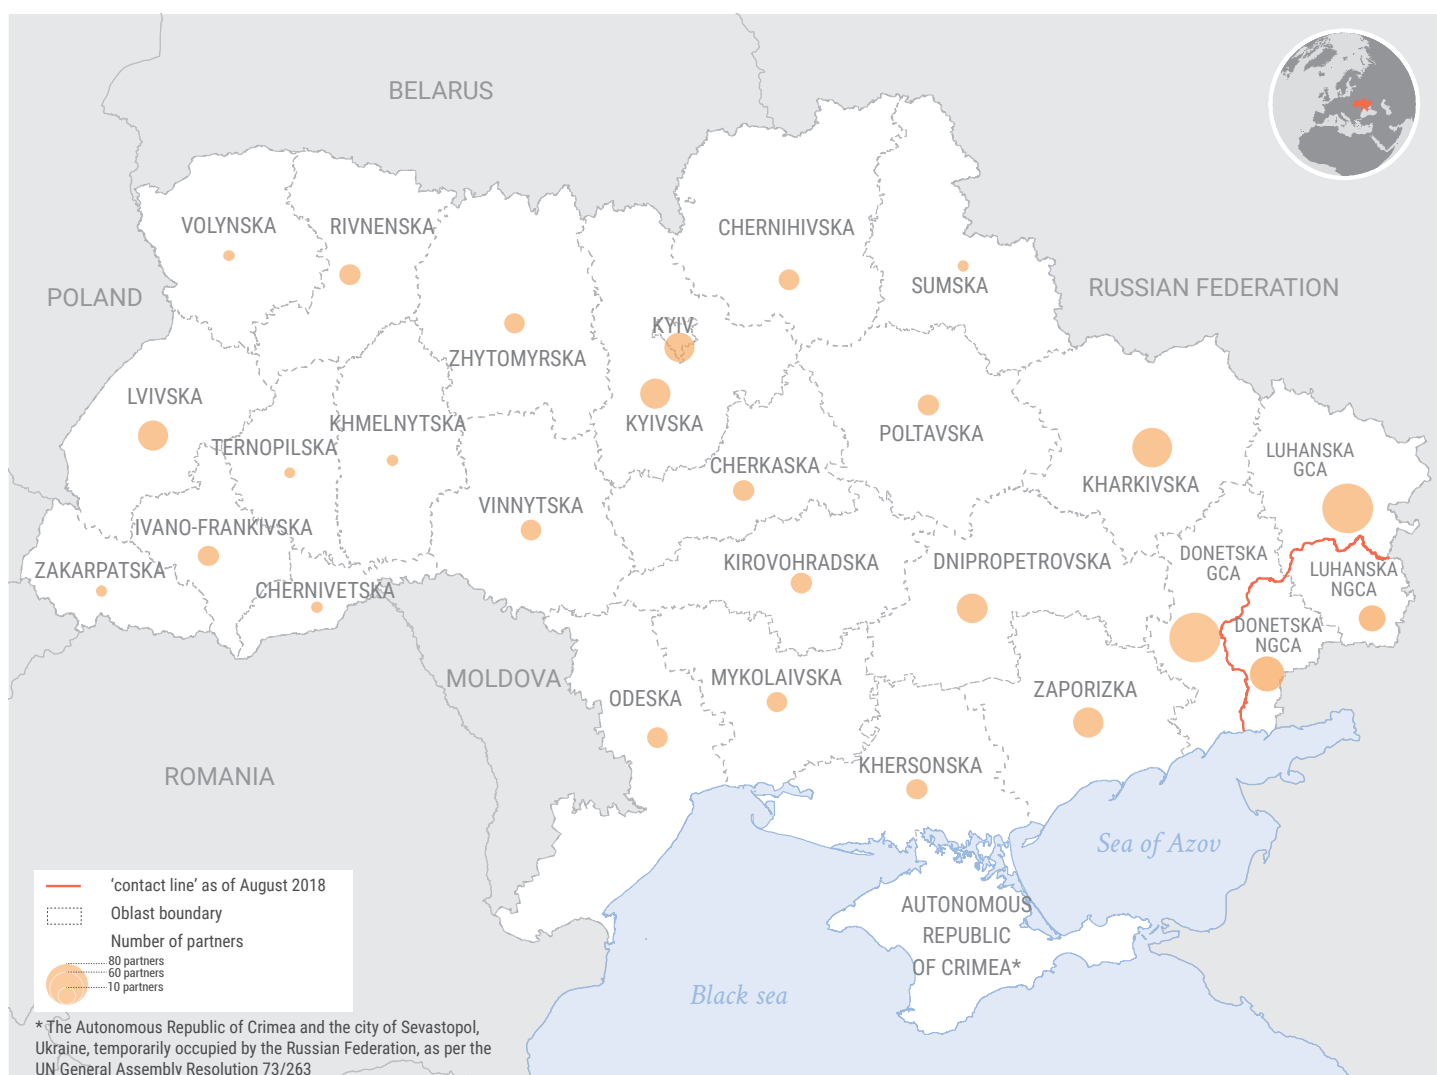 BELARUS
VOLYNSKA
RIVNENSKA
CHERNIHIVSKA
SUMSKA
RUSSIAN FEDERATION
POLAND
KYIV
ZHYTOMYRSKA
LVIVSKA
KHMELNYTSKA
KYIVSKA
POLTAVSKA
TERNOPILSKA
CHERKASKA
KHARKIVSKA
LUHANSKA
GCA
VINNYTSKA
IVANO-FRANKIVSKA
KIROVOHRADSKA
DNIPROPETROVSKA
DONETSKA
GCA
ZAKARPATSKA
LUHANSKA
NGCA
CHERNIVETSKA
DONETSKA
NGCA
MOLDOVA
MYKOLAIVSKA
ODESKA
ZAPORIZKA
ROMANIA
KHERSONSKA
Sea of Azov
AUTONOMOUS
REPUBLIC
OF CRIMEA*
Black sea
'contact line' as of August 2018
Oblast boundary
Number of partners
80 partners
60 partners
10 partners
* The Autonomous Republic of Crimea and the city of Sevastopol,
Ukraine, temporarily occupied by the Russian Federation, as per the
UN General Assembly Resolution 73/263